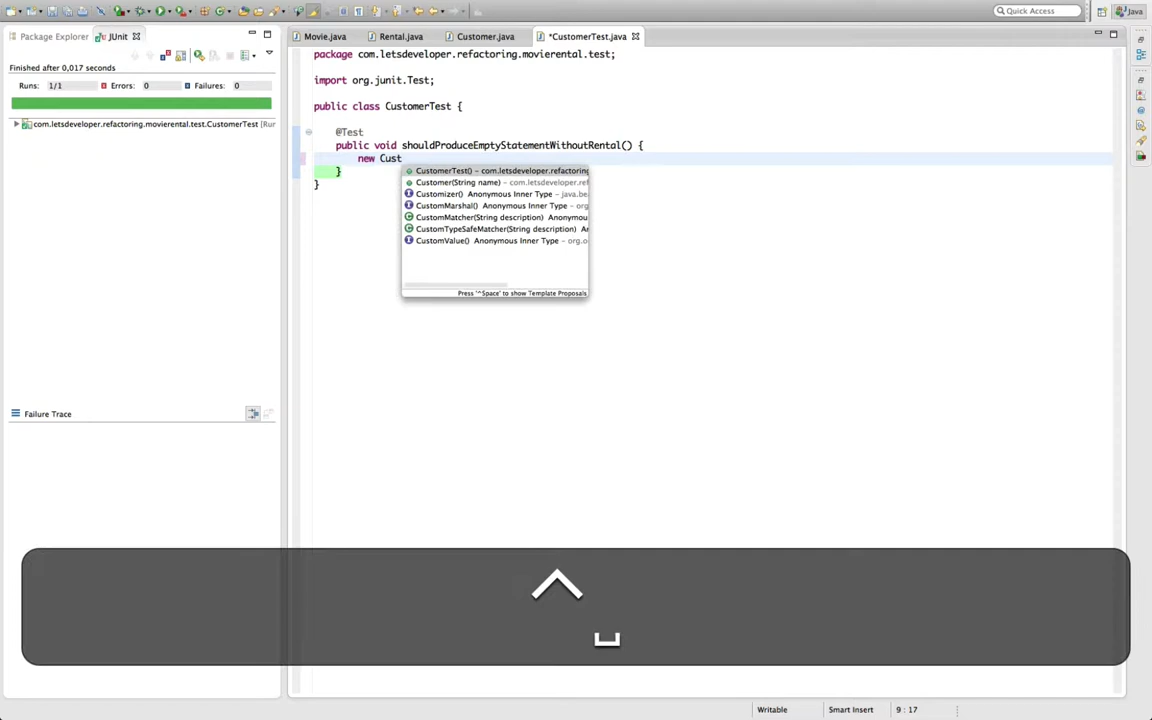 Quick Access
Java
Package Explorer
JUnit
Movie.java
Rental.java
Customer.java
*CustomerTest.java
Finished after 0,017 seconds
Runs: 1/1
Errors: 0
Failures: 0
com.letsdeveloper.refactoring.movierental.test.CustomerTest [Run
Failure Trace
package com.letsdeveloper.refactoring.movierental.test;
import org.junit.Test;
public class CustomerTest {
@Test
public void shouldProduceEmptyStatementWithoutRental() {
new Cust
}
}
CustomerTest() – com.letsdeveloper.refactoring
Customer(String name) – com.letsdeveloper.ref
Customizer()  Anonymous Inner Type – java.be
CustomMarshal()  Anonymous Inner Type – org
CustomMatcher(String description)  Anonymou
CustomTypeSafeMatcher(String description)  A
CustomValue()  Anonymous Inner Type – org.o
Press '^Space' to show Template Proposals
Writable
Smart Insert
9 : 17